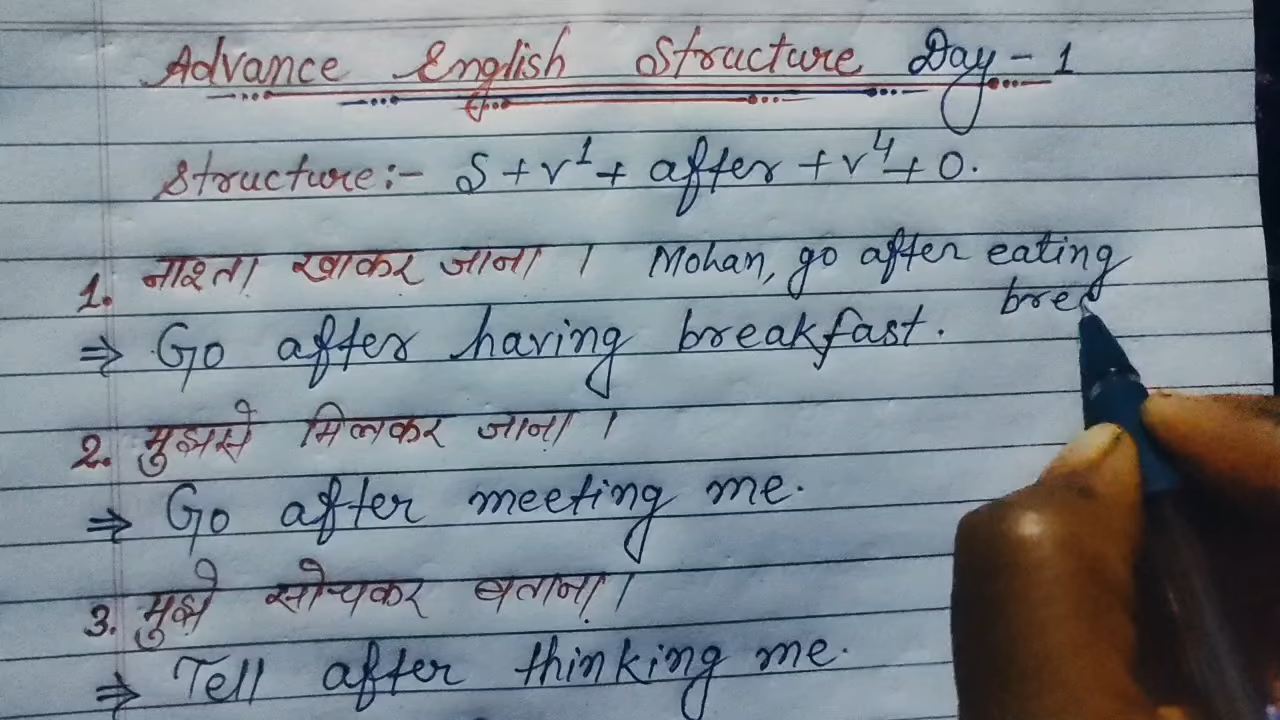 Advance English Structure Day-1
Structure:- S+v¹+ after +v⁴+O.
1. नाश्ता खाकर जाना । Mohan, go after eating
bre
⇒ Go after having breakfast.
2. मुझसे मिलकर जाना ।
⇒ Go after meeting me.
3. मुझे सोचकर बताना।
⇒ Tell after thinking me.